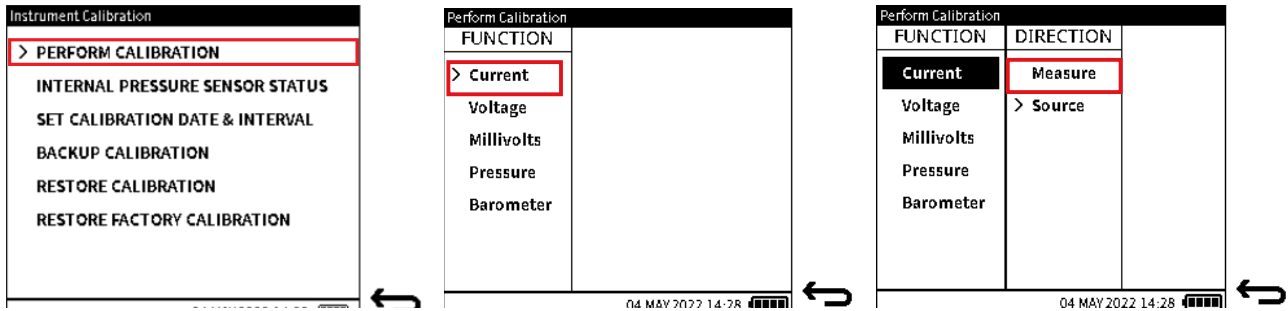 Instrument Calibration
> PERFORM CALIBRATION
INTERNAL PRESSURE SENSOR STATUS
SET CALIBRATION DATE & INTERVAL
BACKUP CALIBRATION
RESTORE CALIBRATION
RESTORE FACTORY CALIBRATION
Perform Calibration
FUNCTION
> Current
Voltage
Millivolts
Pressure
Barometer
04 MAY 2022 14:28
Perform Calibration
FUNCTION DIRECTION
Current Measure
Voltage > Source
Millivolts
Pressure
Barometer
04 MAY 2022 14:28